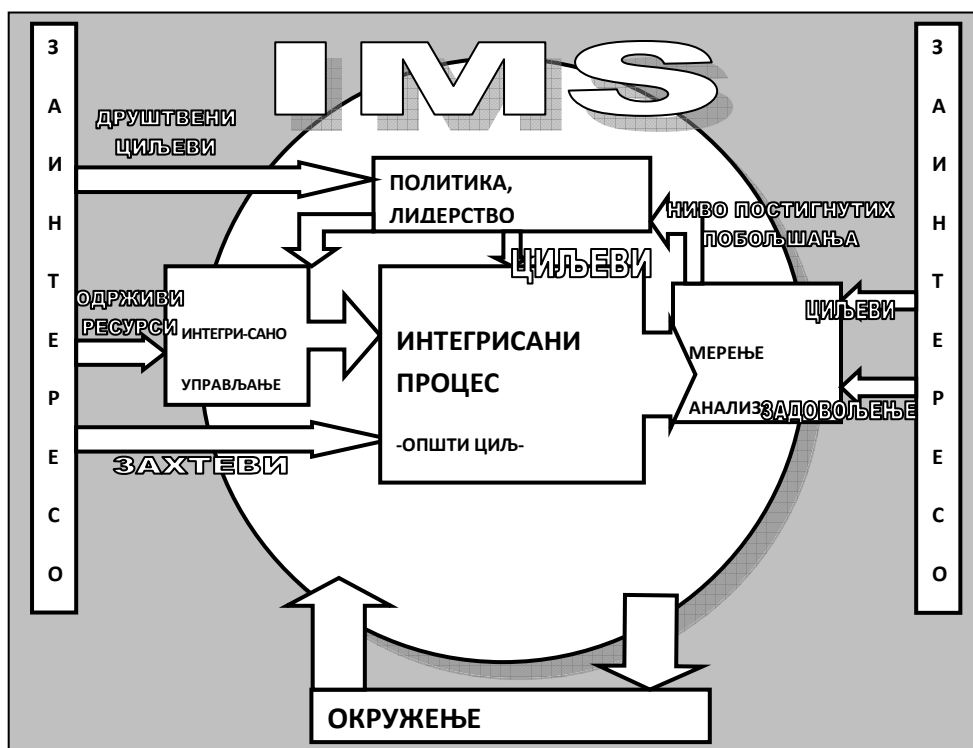 IMS
З
А
И
Н
Т
Е
Р
Е
С
О
ДРУШТВЕНИ
ЦИЉЕВИ
ПОЛИТИКА,
ЛИДЕРСТВО
НИВО ПОСТИГНУТИХ
ПОБОЉШАЊА
ЦИЉЕВИ
ОДРЖИВИ
РЕСУРСИ
ИНТЕГРИ-САНО
УПРАВЉАЊЕ
ИНТЕГРИСАНИ
ПРОЦЕС
-ОПШТИ ЦИЉ-
МЕРЕЊЕ
АНАЛИЗ
ЦИЉЕВИ
ЗАДОВОЉЕЊЕ
ЗАХТЕВИ
З
А
И
Н
Т
Е
Р
Е
С
О
ОКРУЖЕЊЕ